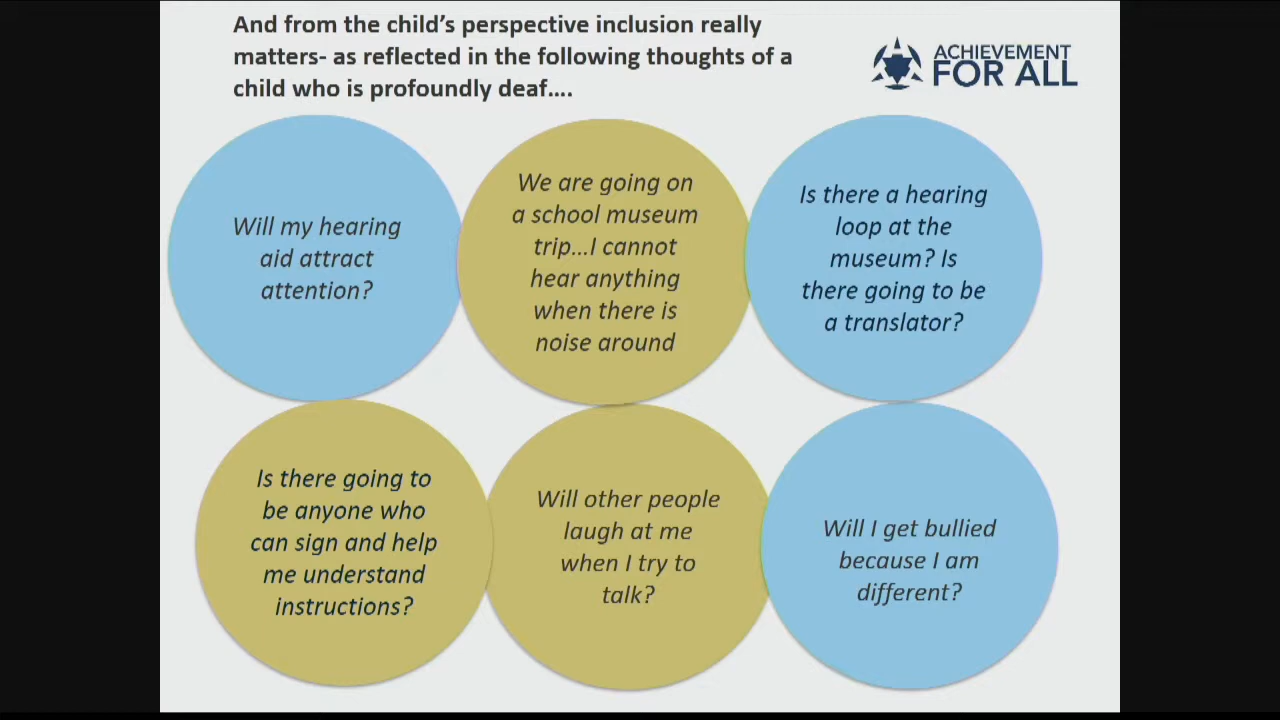 And from the child's perspective inclusion really
matters- as reflected in the following thoughts of a
child who is profoundly deaf....
ACHIEVEMENT
FOR ALL
Will my hearing
aid attract
attention?
We are going on
a school museum
trip...I cannot
hear anything
when there is
noise around
Is there a hearing
loop at the
museum? Is
there going to be
a translator?
Is there going to
be anyone who
can sign and help
me understand
instructions?
Will other people
laugh at me
when I try to
talk?
Will I get bullied
because I am
different?